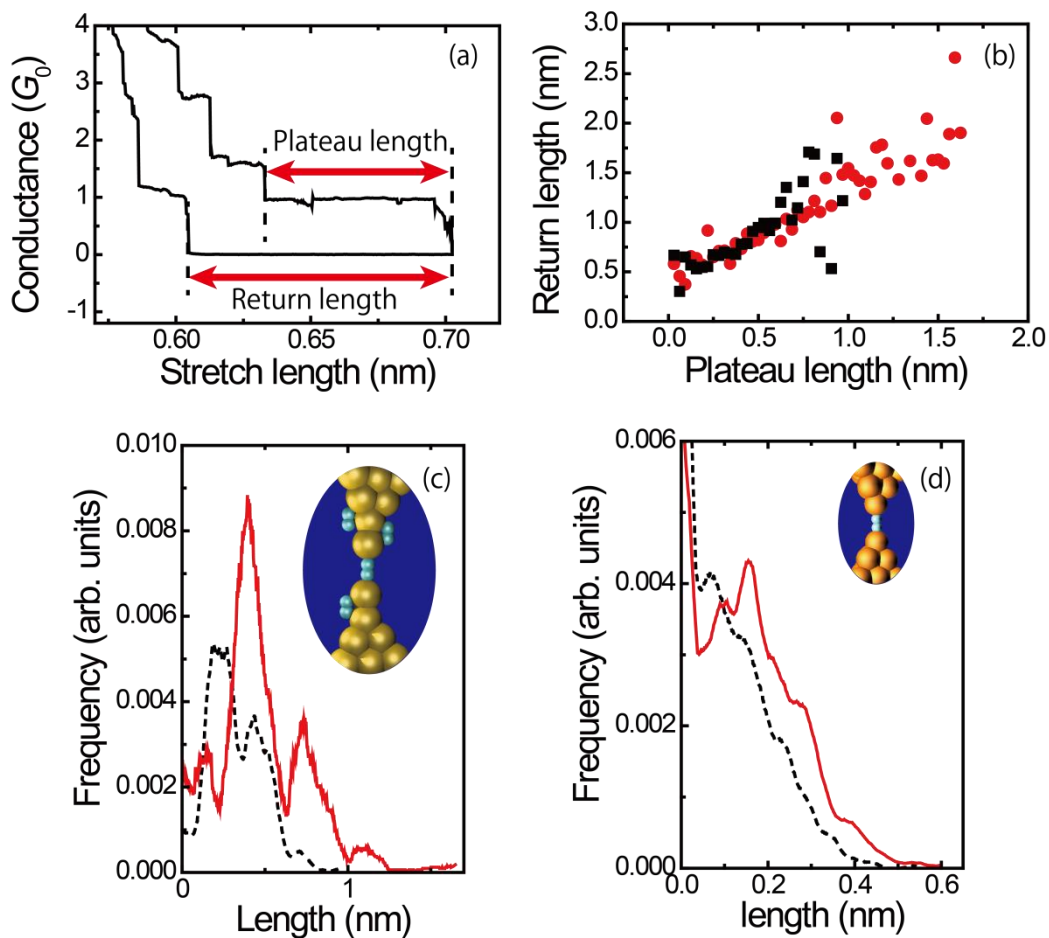 (a)
Conductance (G0)
4
3
2
1
0
-1
Plateau length
Return length
0.60
0.65
0.70
Stretch length (nm)
(b)
Return length (nm)
3.0
2.5
2.0
1.5
1.0
0.5
0.0
0.0
0.5
1.0
1.5
2.0
Plateau length (nm)
(c)
Frequency (arb. units)
0.010
0.008
0.006
0.004
0.002
0.000
0
1
Length (nm)
(d)
Frequency (arb. units)
0.006
0.004
0.002
0.000
0.0
0.2
0.4
0.6
length (nm)